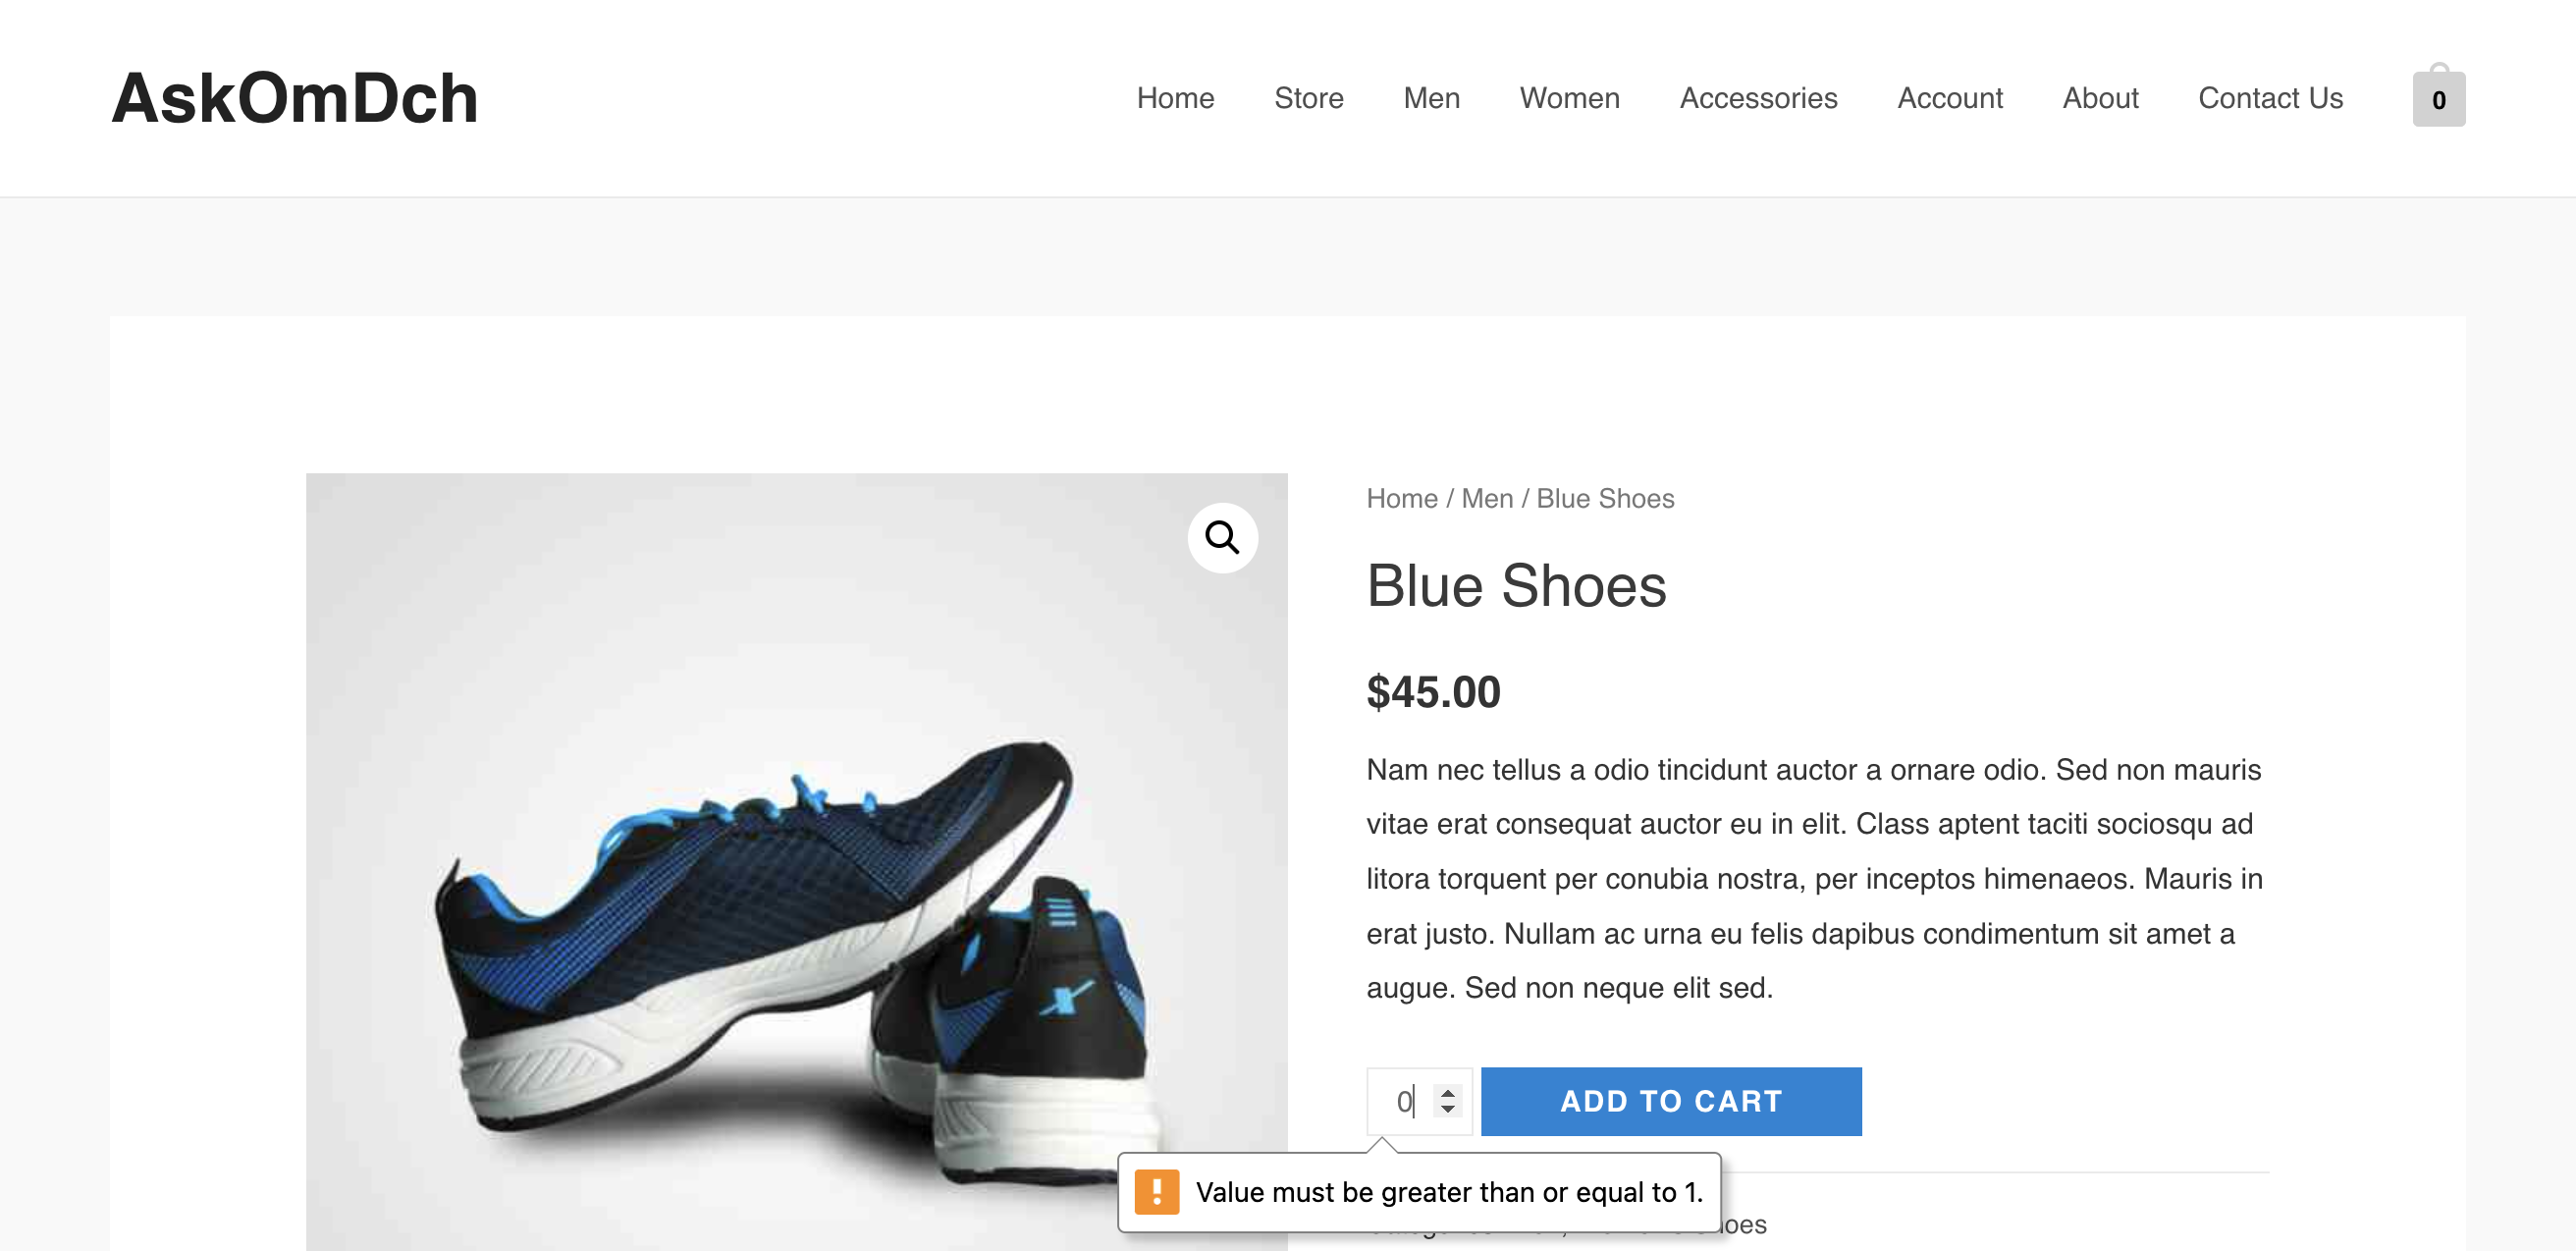 AskOmDch
Home Store Men Women Accessories Account About Contact Us 0
Home / Men / Blue Shoes
Blue Shoes
$45.00
Nam nec tellus a odio tincidunt auctor a ornare odio. Sed non mauris
vitae erat consequat auctor eu in elit. Class aptent taciti sociosqu ad
litora torquent per conubia nostra, per inceptos himenaeos. Mauris in
erat justo. Nullam ac urna eu felis dapibus condimentum sit amet a
augue. Sed non neque elit sed.
0 ADD TO CART
Value must be greater than or equal to 1.